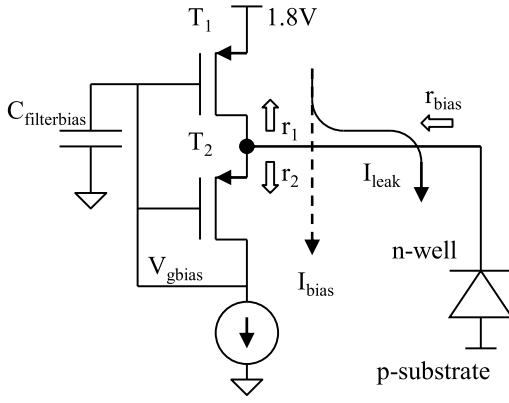 T1
1.8V
Cfilterbias
rbias
r1
T2
r2
Ileak
n-well
Vgbias
Ibias
p-substrate